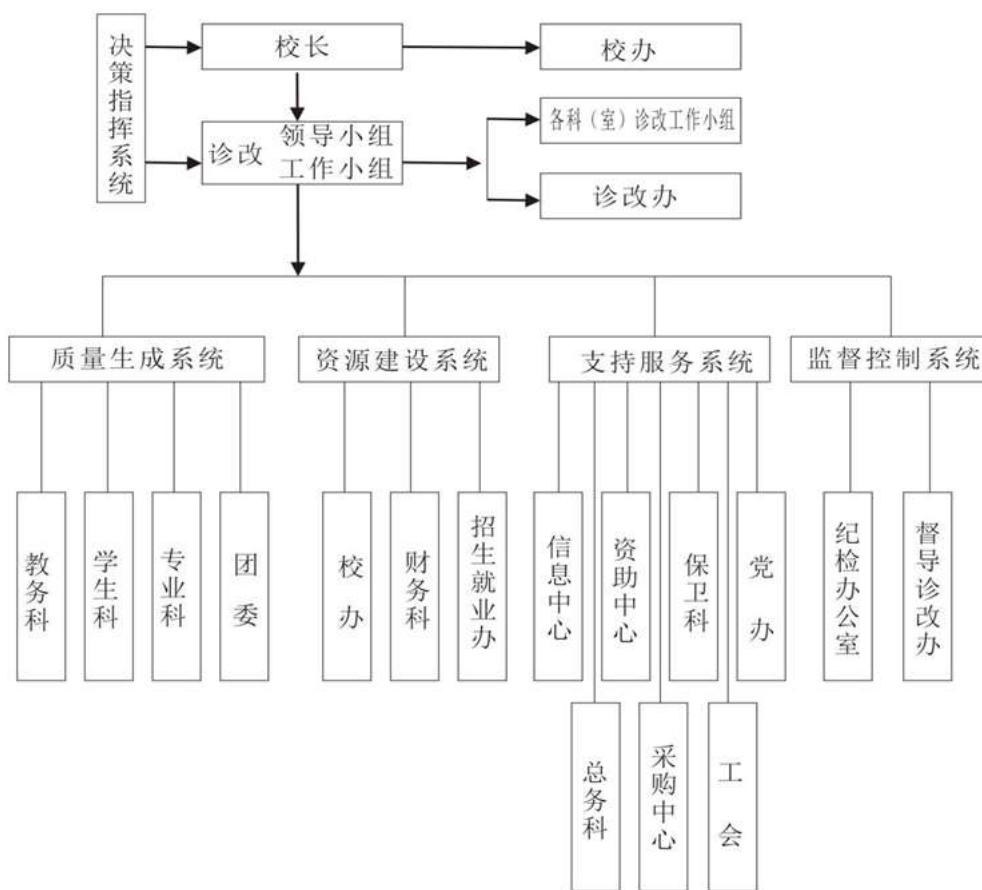 决策指挥系统
校长
校办
诊改
领导小组
工作小组
各科（室）诊改工作小组
诊改办
质量生成系统
资源建设系统
支持服务系统
监督控制系统
教务科
学生科
专业科
团委
校办
财务科
招生就业办
信息中心
资助中心
保卫科
党办
纪检办公室
督导诊改办
总务科
采购中心
工会